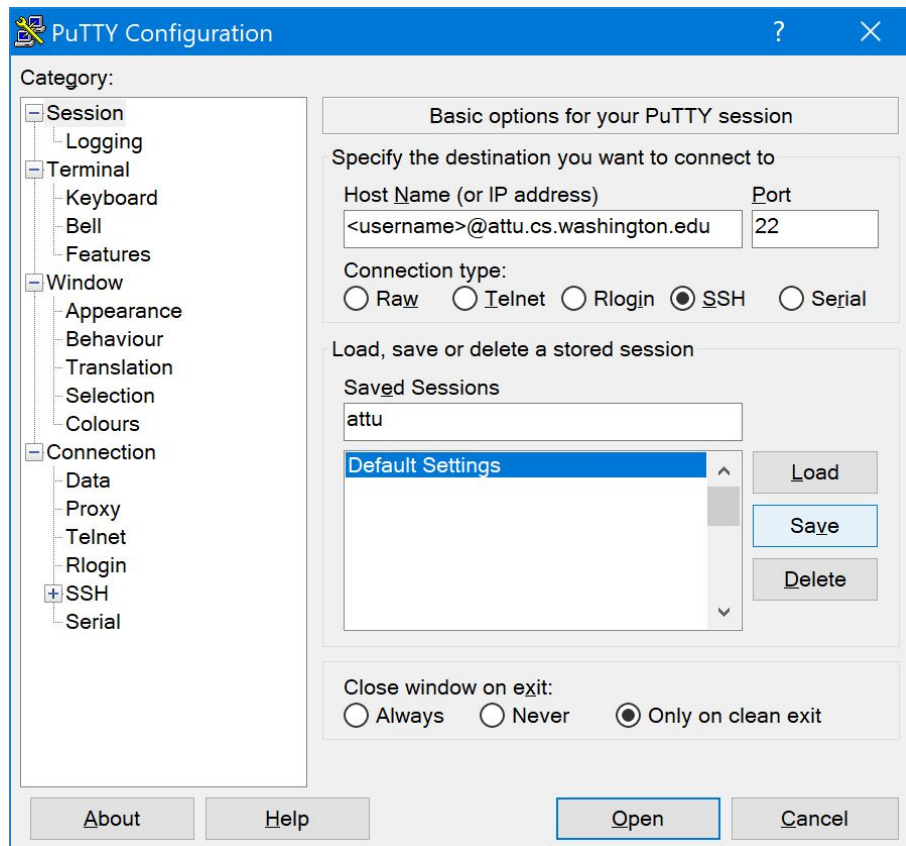 PuTTY Configuration
?
Category:
Session
Logging
Terminal
Keyboard
Bell
Features
Window
Appearance
Behaviour
Translation
Selection
Colours
Connection
Data
Proxy
Telnet
Rlogin
SSH
Serial
Basic options for your PuTTY session
Specify the destination you want to connect to
Host Name (or IP address) Port
<username>@attu.cs.washington.edu 22
Connection type:
Raw Telnet Rlogin SSH Serial
Load, save or delete a stored session
Saved Sessions
attu
Default Settings
Load
Save
Delete
Close window on exit:
Always Never Only on clean exit
About Help Open Cancel